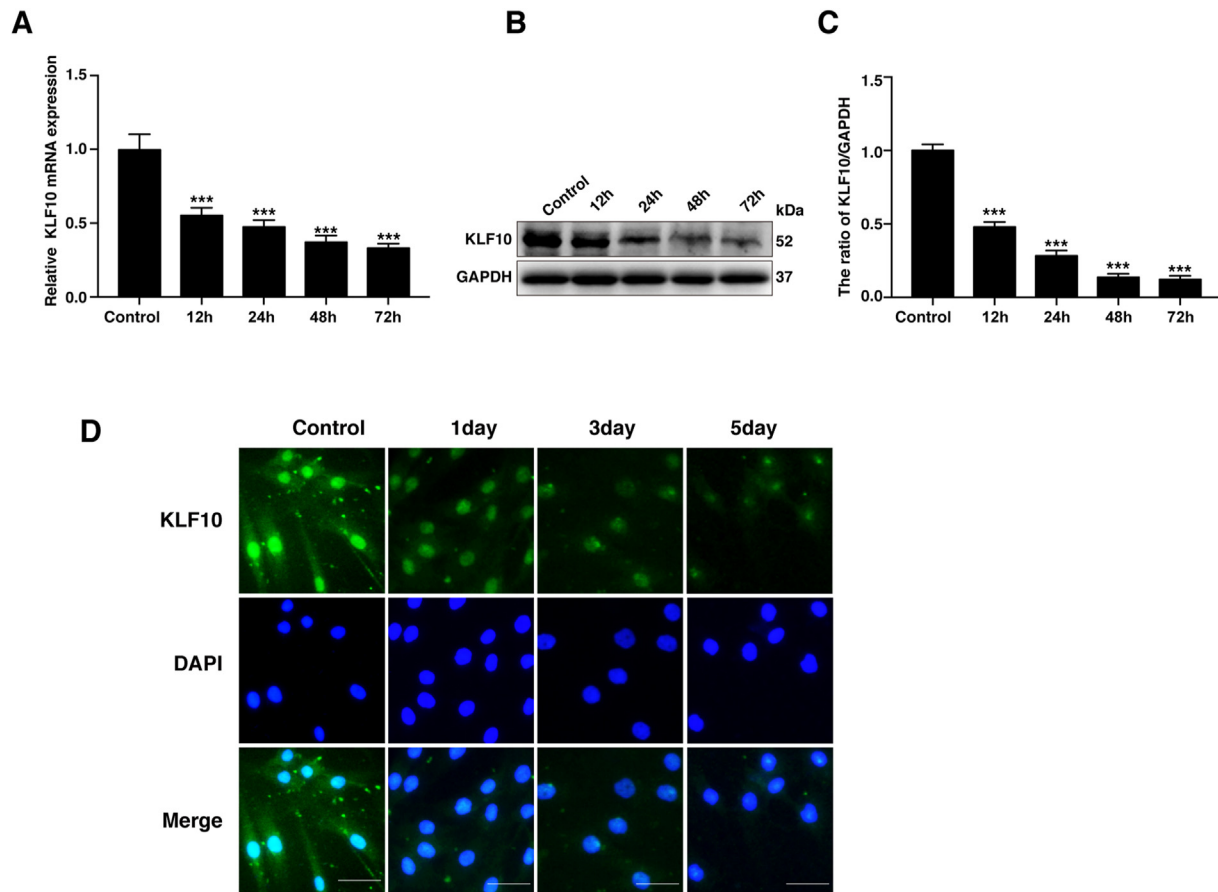 A
B
C
Relative KLF10 mRNA expression
1.5
1.0
0.5
0.0
***
***
***
***
Control 12h 24h 48h 72h
Control 12h 24h 48h 72h
kDa
KLF10 52
GAPDH 37
The ratio of KLF10/GAPDH
1.5
1.0
0.5
0.0
***
***
***
***
Control 12h 24h 48h 72h
D
Control 1day 3day 5day
KLF10
DAPI
Merge